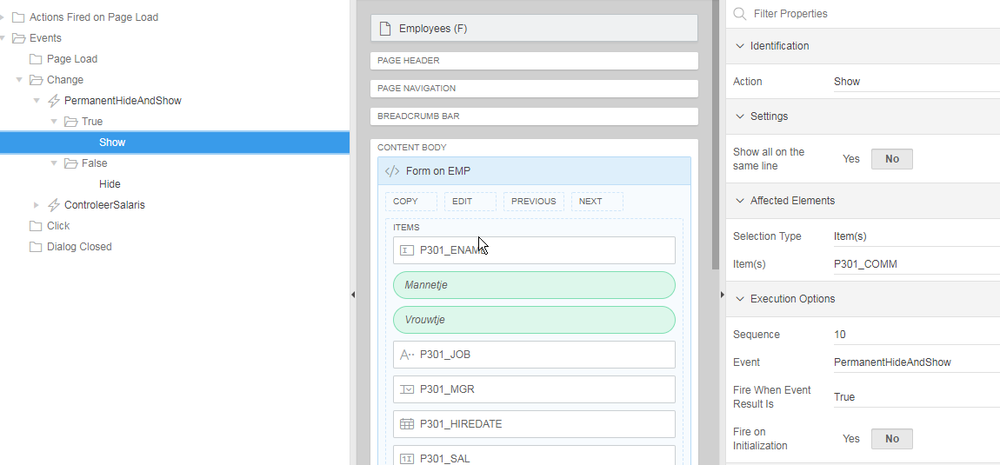 Actions Fired on Page Load
Events
Page Load
Change
PermanentHideAndShow
True
Show
False
Hide
ControleerSalaris
Click
Dialog Closed
Employees (F)
PAGE HEADER
PAGE NAVIGATION
BREADCRUMB BAR
CONTENT BODY
Form on EMP
COPY
EDIT
PREVIOUS
NEXT
ITEMS
P301_ENAME
Mannetje
Vrouwtje
P301_JOB
P301_MGR
P301_HIREDATE
P301_SAL
Filter Properties
Identification
Action Show
Settings
Show all on the
same line
Yes No
Affected Elements
Selection Type Item(s)
Item(s) P301_COMM
Execution Options
Sequence 10
Event PermanentHideAndShow
Fire When Event
Result Is
True
Fire on
Initialization
Yes No